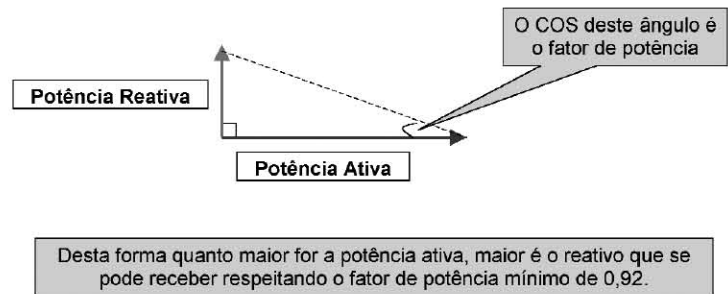 O COS deste ângulo é
o fator de potência
Potência Reativa
Potência Ativa
Desta forma quanto maior for a potência ativa, maior é o reativo que se
pode receber respeitando o fator de potência mínimo de 0,92.